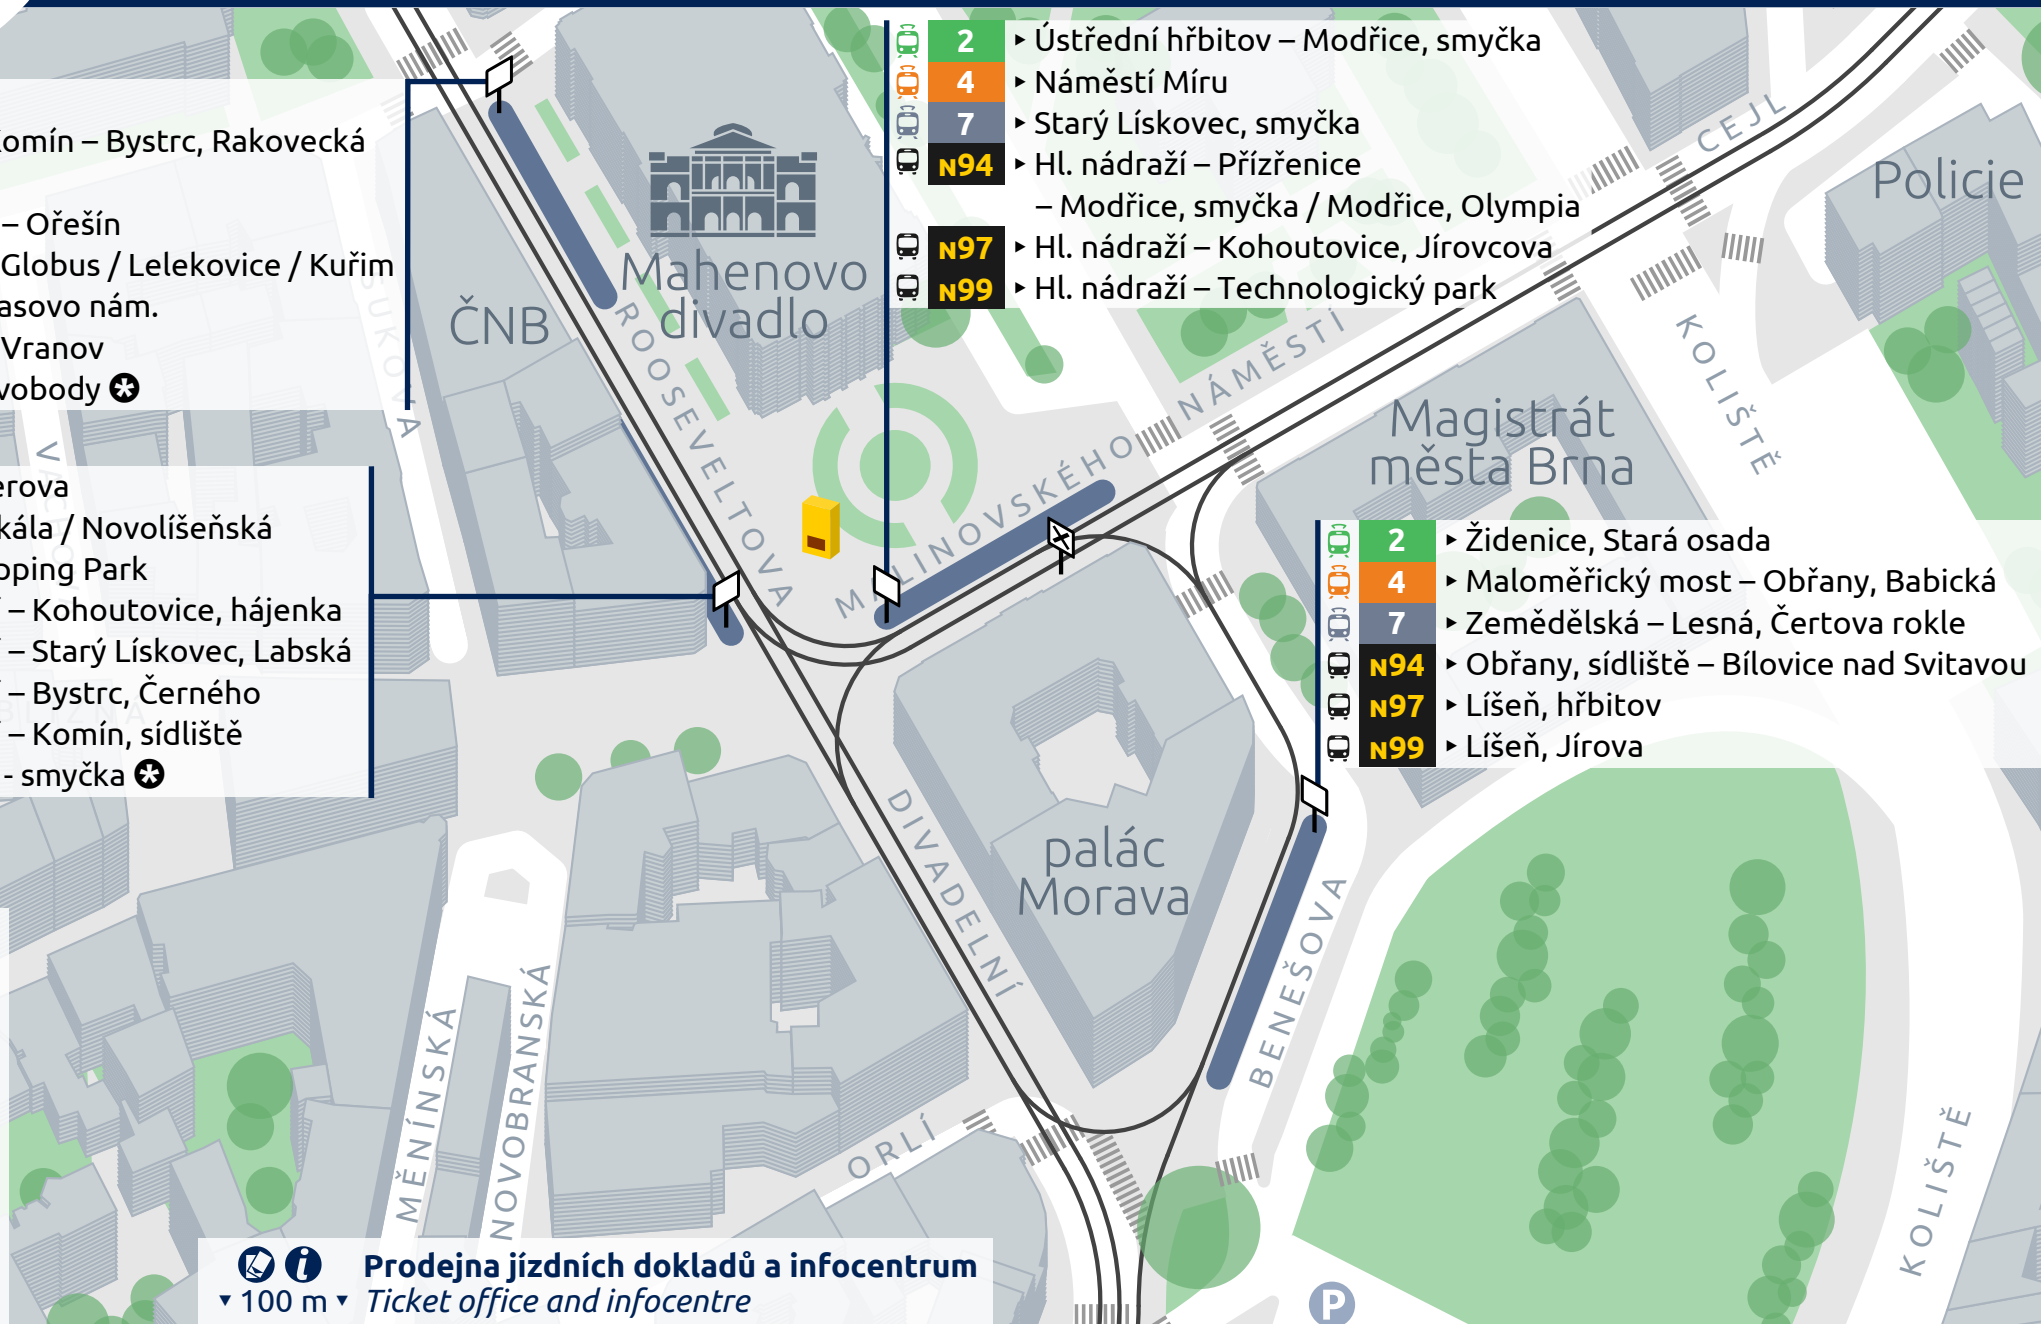 2 ▸ Ústřední hřbitov – Modřice, smyčka
4 ▸ Náměstí Míru
7 ▸ Starý Lískovec, smyčka
N94 ▸ Hl. nádraží – Přízřenice
– Modřice, smyčka / Modřice, Olympia
N97 ▸ Hl. nádraží – Kohoutovice, Jírovcova
N99 ▸ Hl. nádraží – Technologický park
omín – Bystrc, Rakovecká
– Ořešín
Globus / Lelekovice / Kuřim
asovo nám.
Vranov
vobody
erova
kála / Novolíšeňská
pping Park
– Kohoutovice, hájenka
– Starý Lískovec, Labská
– Bystrc, Černého
– Komín, sídliště
- smyčka
2 ▸ Židenice, Stará osada
4 ▸ Maloměřický most – Obřany, Babická
7 ▸ Zemědělská – Lesná, Čertova rokle
N94 ▸ Obřany, sídliště – Bílovice nad Svitavou
N97 ▸ Líšeň, hřbitov
N99 ▸ Líšeň, Jírova
CEJL
Policie
Mahenovo
divadlo
ČNB
ROOSEVELTOVA
MALINOVSKÉHO NÁMĚSTÍ
KOLIŠTĚ
Magistrát
města Brna
palác
Morava
DIVADELNÍ
BENEŠOVA
MĚNÍNSKÁ
NOVOBRANSKÁ
ORLÍ
KOLIŠTĚ
P
Prodejna jízdních dokladů a infocentrum
▾ 100 m ▾ Ticket office and infocentre